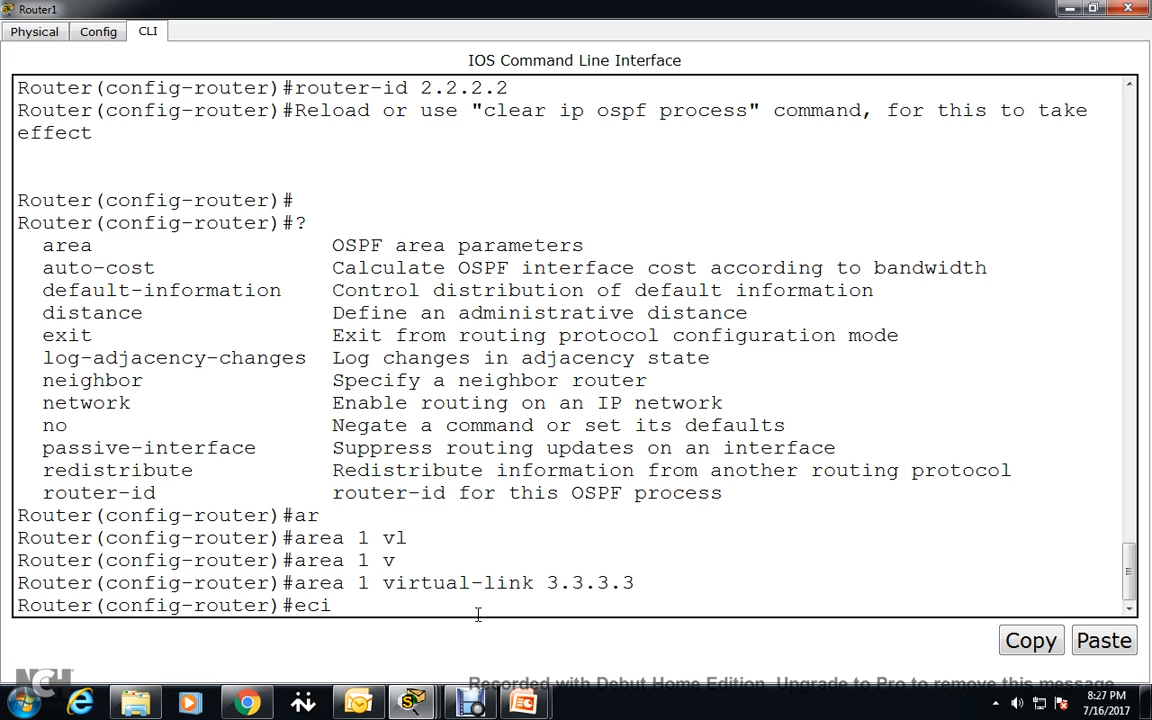 Router1
Physical Config CLI
IOS Command Line Interface
Router(config-router)#router-id 2.2.2.2
Router(config-router)#Reload or use "clear ip ospf process" command, for this to take
effect
Router(config-router)#
Router(config-router)#?
area OSPF area parameters
auto-cost Calculate OSPF interface cost according to bandwidth
default-information Control distribution of default information
distance Define an administrative distance
exit Exit from routing protocol configuration mode
log-adjacency-changes Log changes in adjacency state
neighbor Specify a neighbor router
network Enable routing on an IP network
no Negate a command or set its defaults
passive-interface Suppress routing updates on an interface
redistribute Redistribute information from another routing protocol
router-id router-id for this OSPF process
Router(config-router)#ar
Router(config-router)#area 1 vl
Router(config-router)#area 1 v
Router(config-router)#area 1 virtual-link 3.3.3.3
Router(config-router)#eci
Copy Paste
NCH
Recorded with Debut Home Edition. Upgrade to Pro to remove this message
8:27 PM
7/16/2017